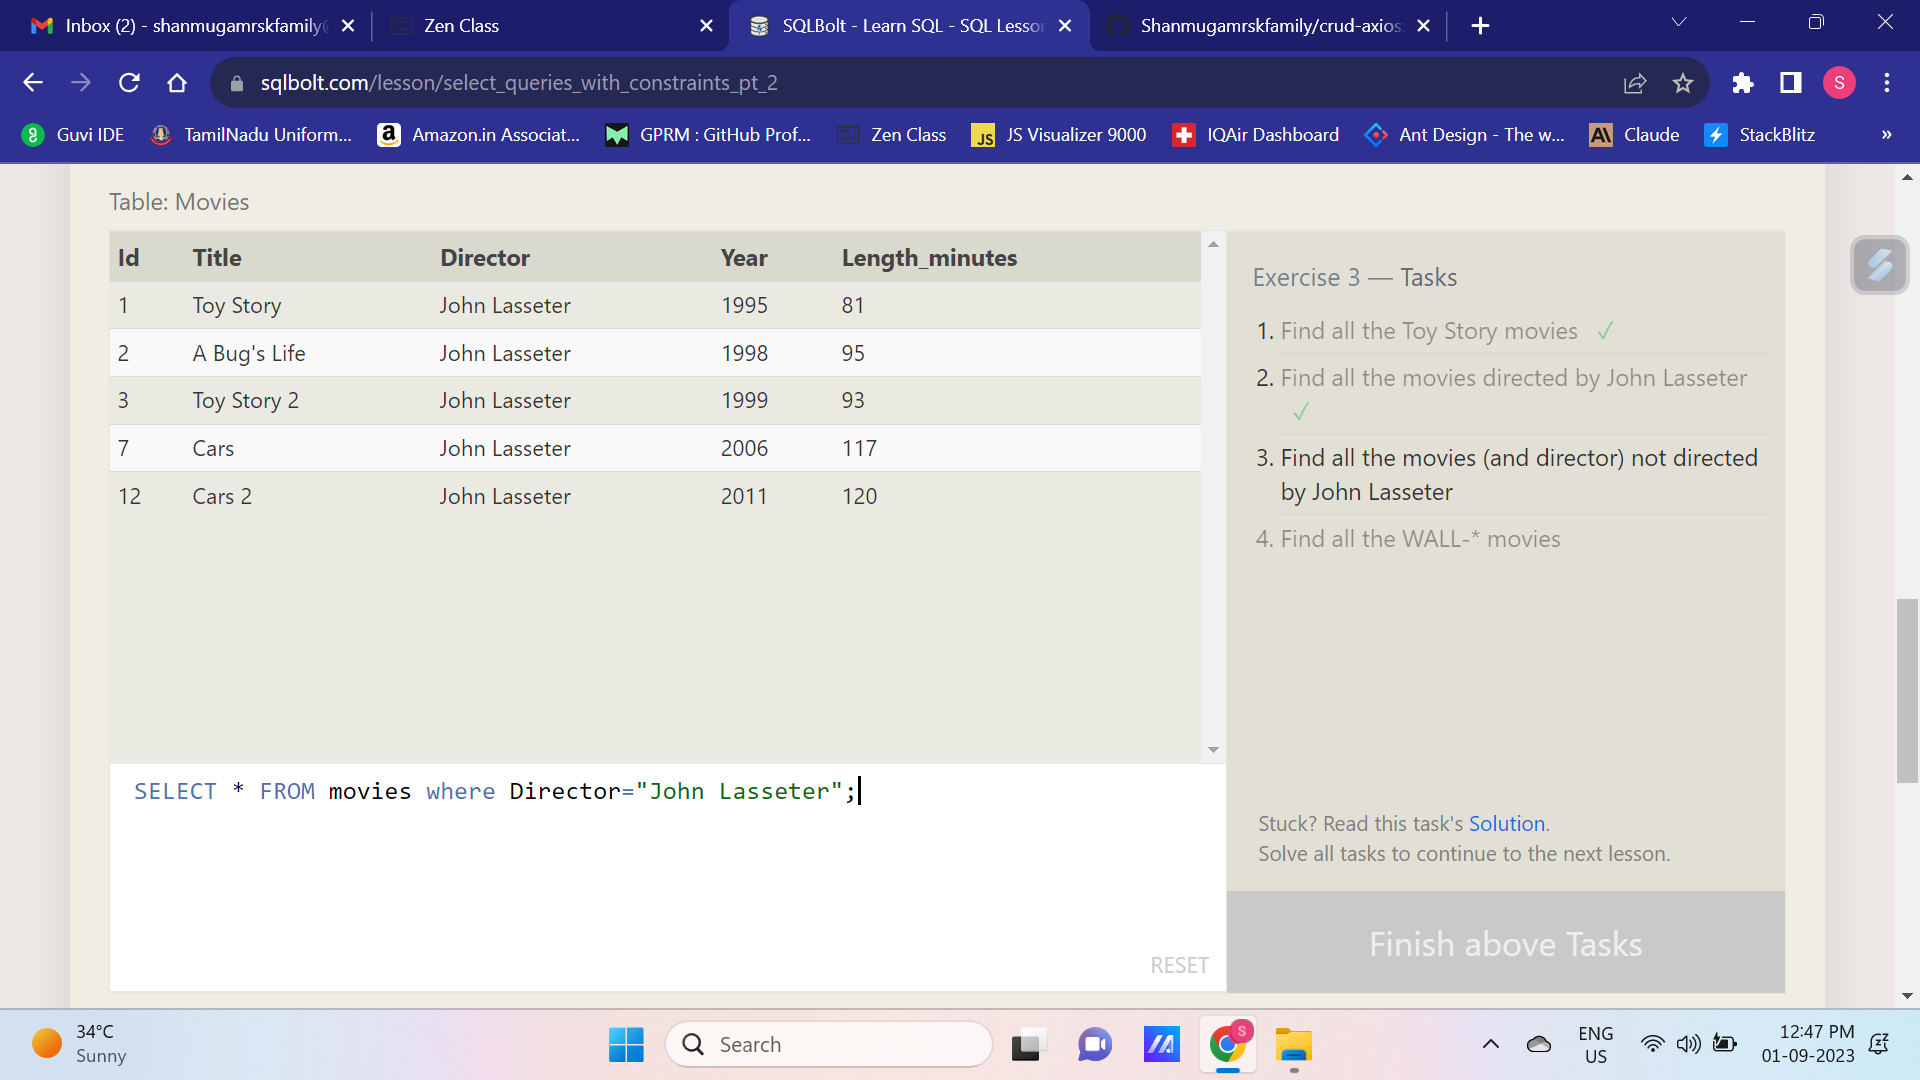 Inbox (2) - shanmugamrskfamily@
Zen Class
SQLBolt - Learn SQL - SQL Lesson
Shanmugamrskfamily/crud-axios
sqlbolt.com/lesson/select_queries_with_constraints_pt_2
S
Guvi IDE
TamilNadu Uniform...
Amazon.in Associat...
GPRM : GitHub Prof...
Zen Class
JS Visualizer 9000
IQAir Dashboard
Ant Design - The w...
Claude
StackBlitz
»
Table: Movies
Id Title Director Year Length_minutes
1 Toy Story John Lasseter 1995 81
2 A Bug's Life John Lasseter 1998 95
3 Toy Story 2 John Lasseter 1999 93
7 Cars John Lasseter 2006 117
12 Cars 2 John Lasseter 2011 120
SELECT * FROM movies where Director="John Lasseter";
RESET
Exercise 3 — Tasks
1. Find all the Toy Story movies ✓
2. Find all the movies directed by John Lasseter
✓
3. Find all the movies (and director) not directed
by John Lasseter
4. Find all the WALL-* movies
Stuck? Read this task's Solution.
Solve all tasks to continue to the next lesson.
Finish above Tasks
34°C
Sunny
Search
S
ENG
US
12:47 PM
01-09-2023